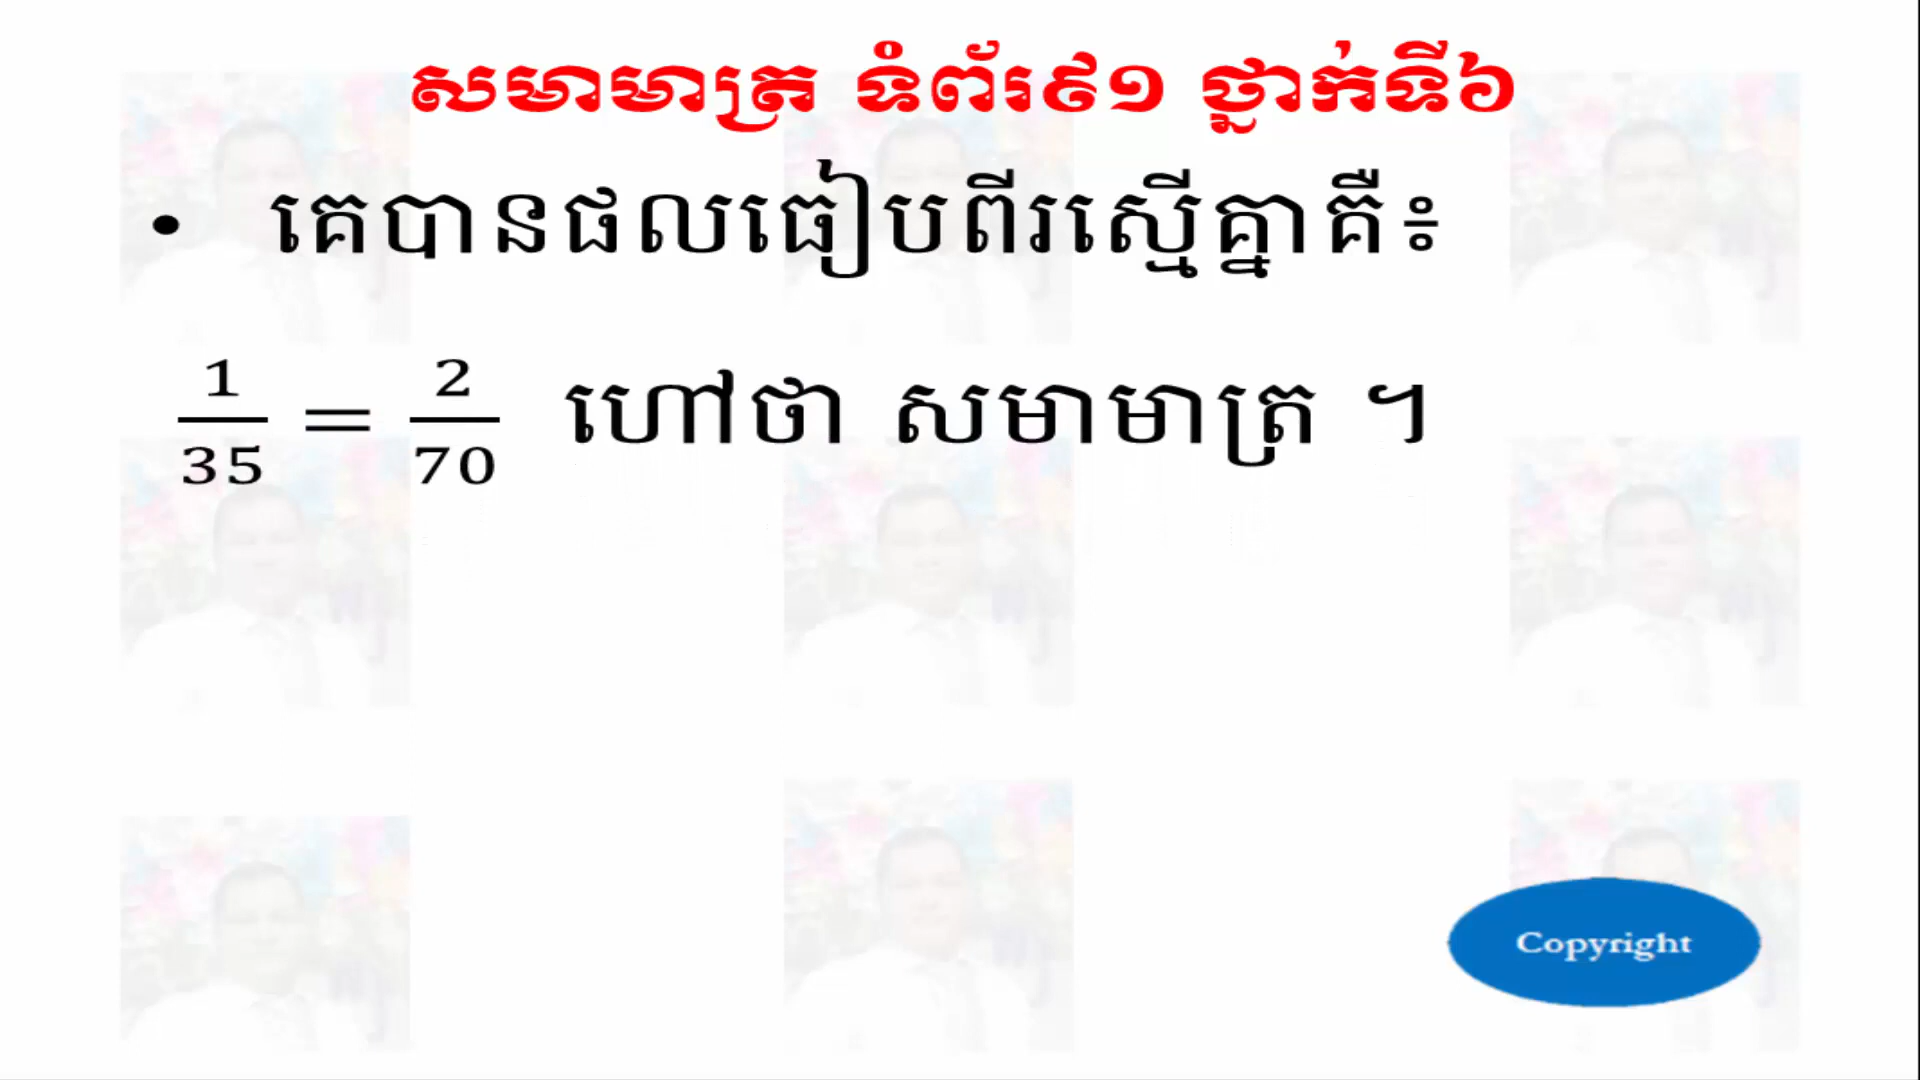 សមាមាត្រ ទំព័រ៩១ ថ្នាក់ទី៦
• គេបានផលធៀបពីរស្មើគ្នាគឺ៖
1/35 = 2/70 ហៅថា សមាមាត្រ ។
Copyright